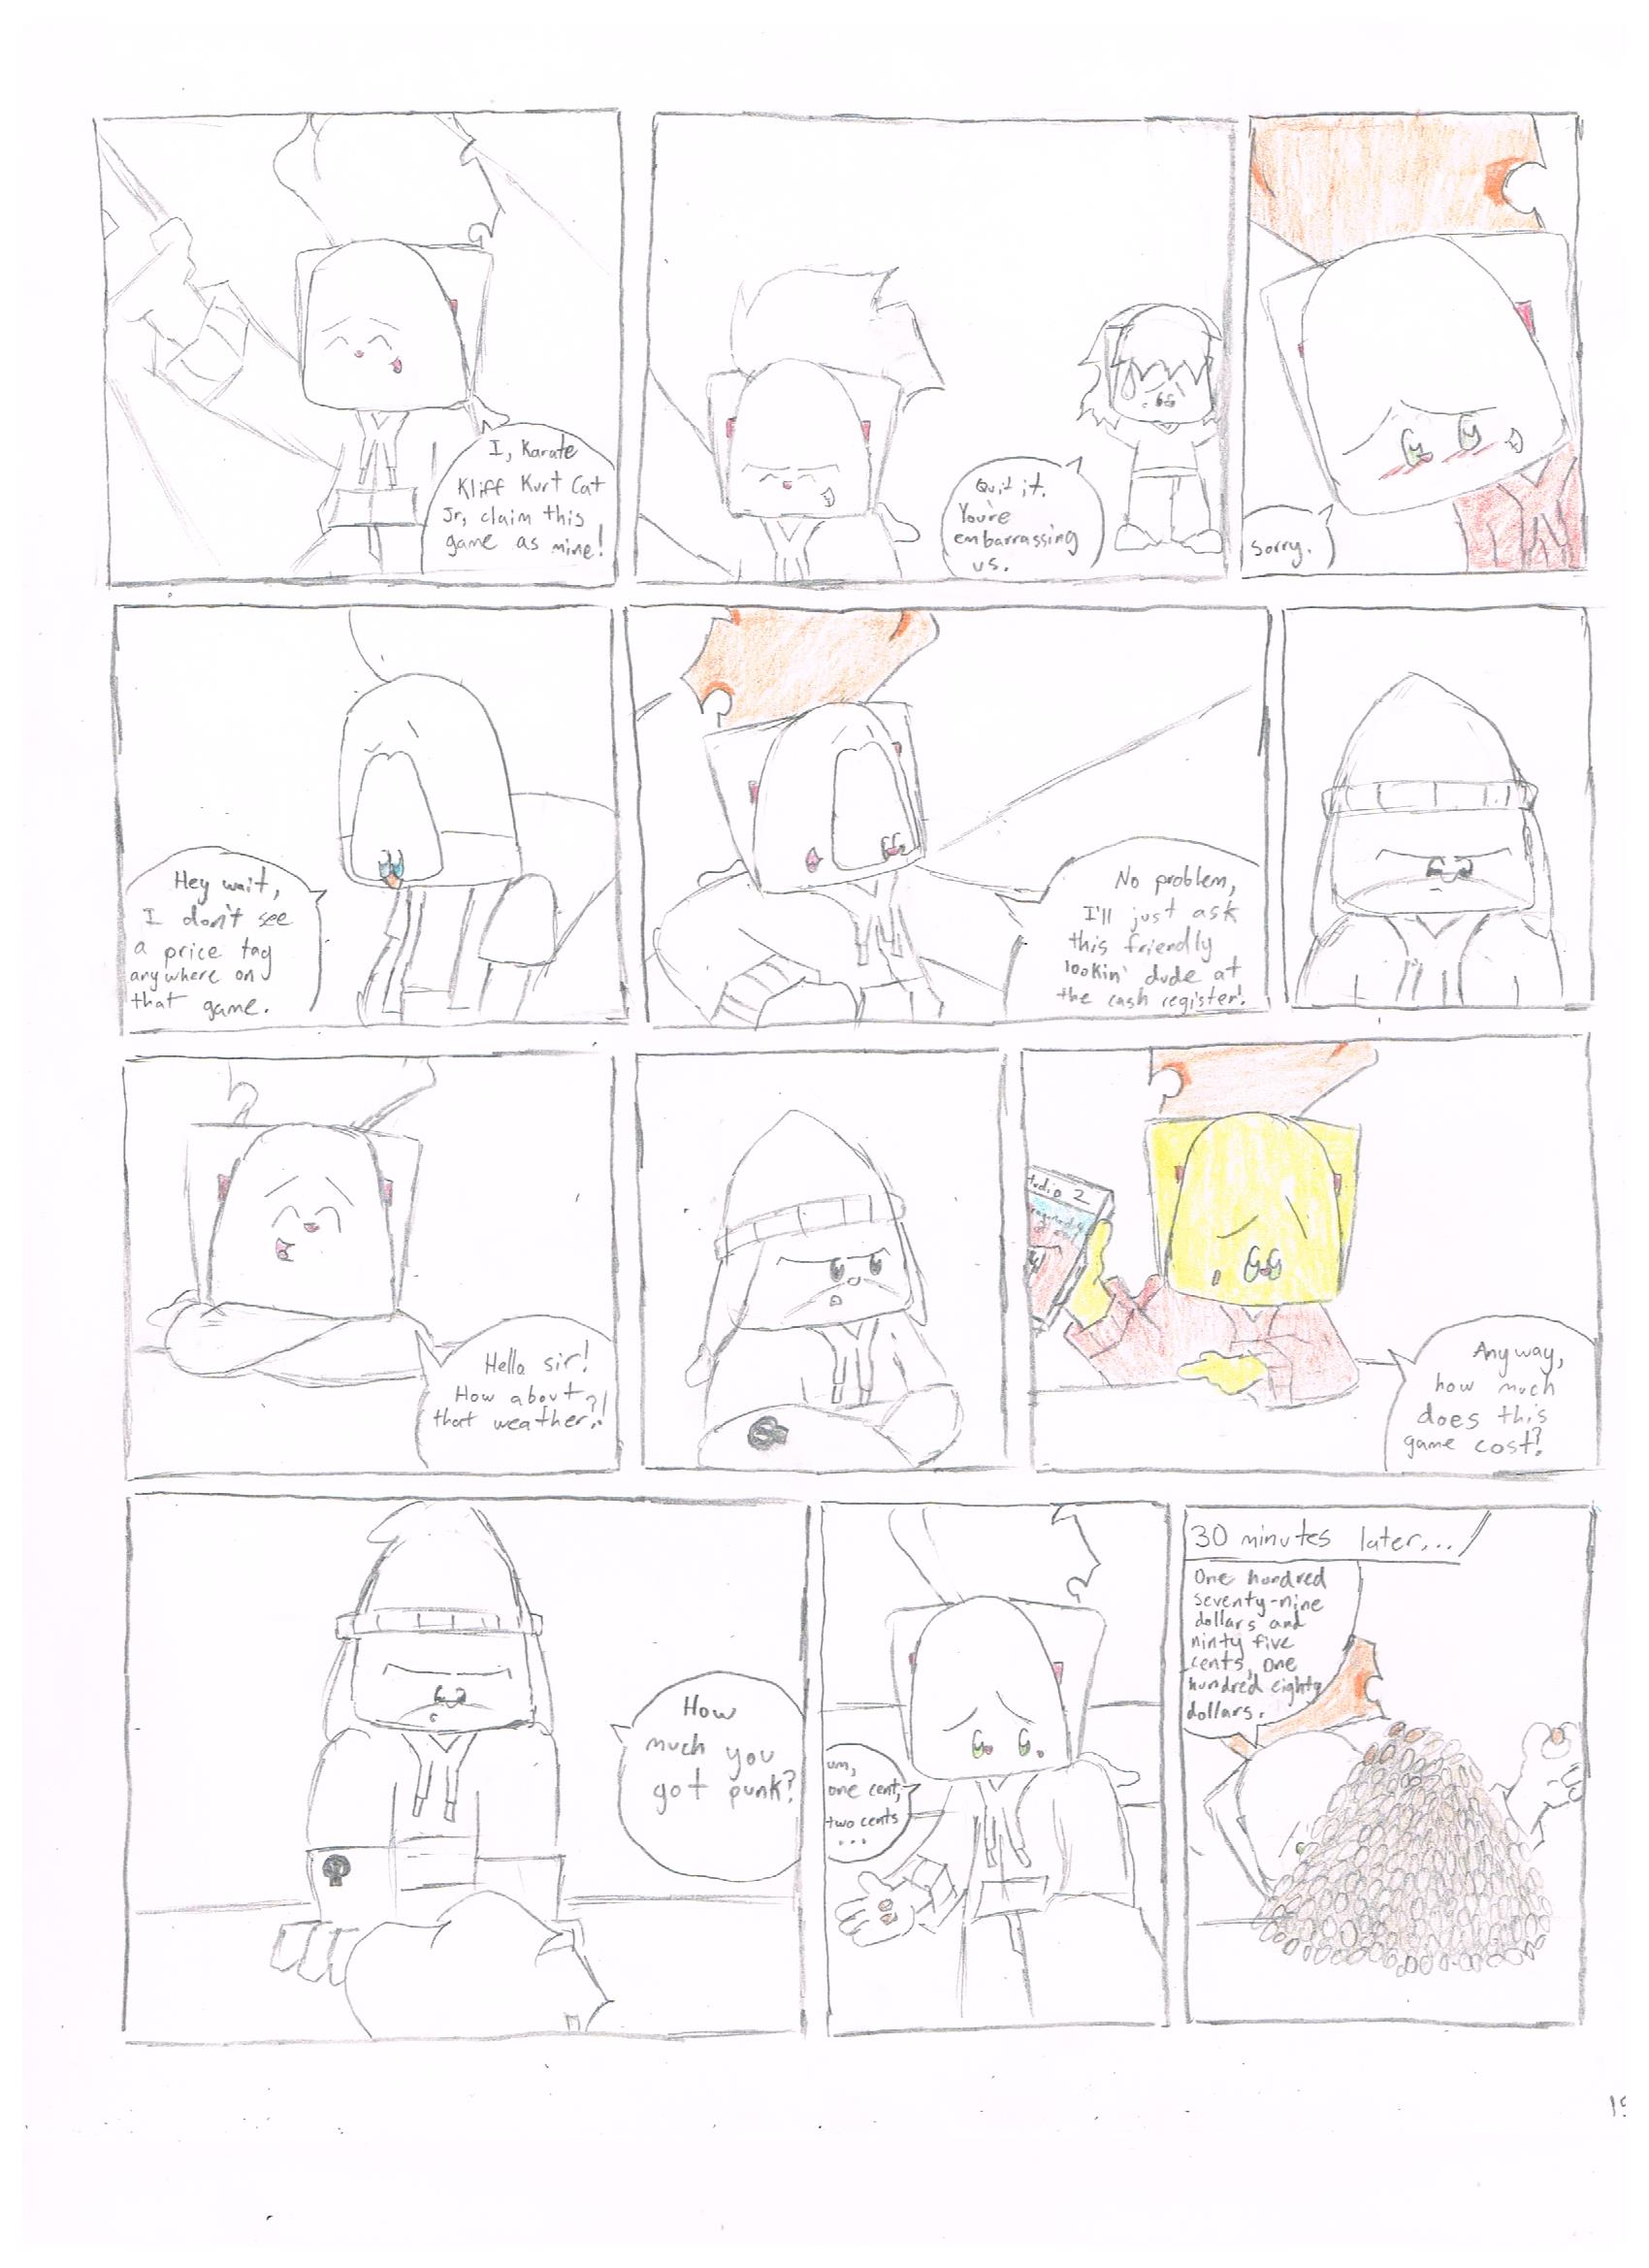 I, Karate
Kliff Kurt Cat
Jr, claim this
game as mine!
Quit it.
You're
embarrassing
us.
Sorry.
Hey wait,
I don't see
a price tag
anywhere on
that game.
No problem,
I'll just ask
this friendly
lookin' dude at
the cash register!
Hello sir!
How about
that weather?!
tudio 2
Anyway,
how much
does this
game cost?
How
much you
got punk?
um,
one cent,
two cents
...
30 minutes later...
One hundred
seventy-nine
dollars and
ninty five
cents, One
hundred eighty
dollars.